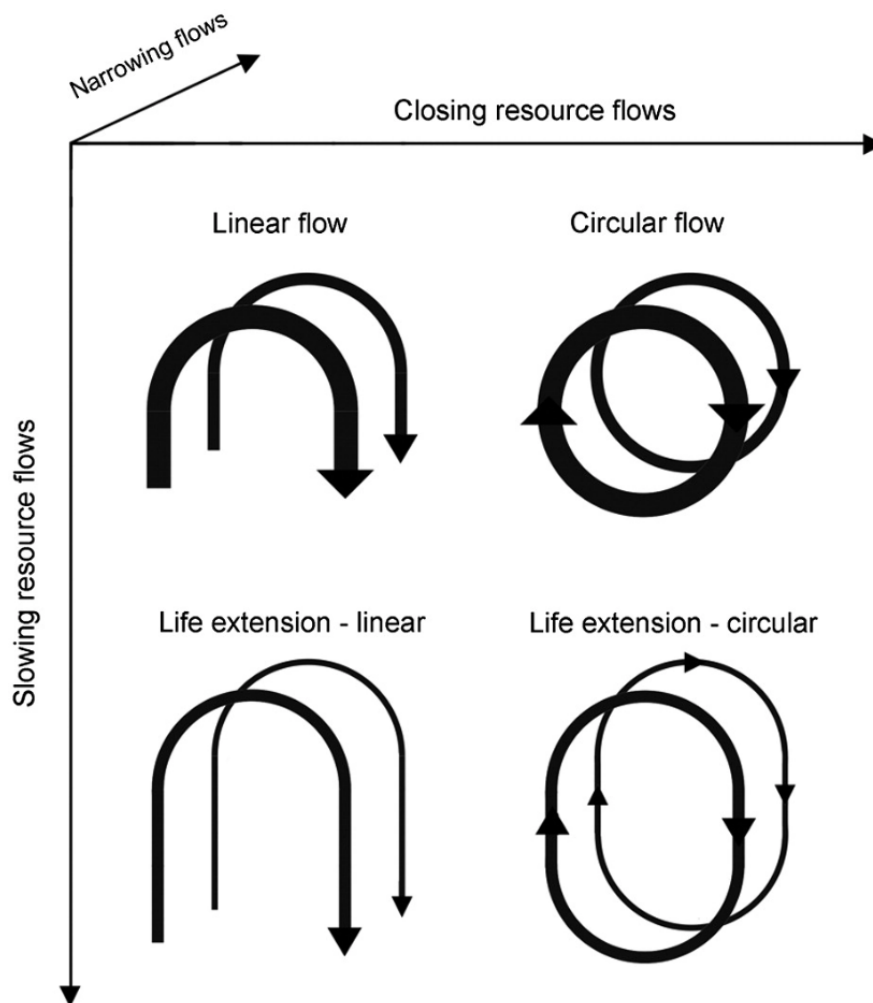 Narrowing flows
Closing resource flows
Linear flow
Circular flow
Slowing resource flows
Life extension - linear
Life extension - circular